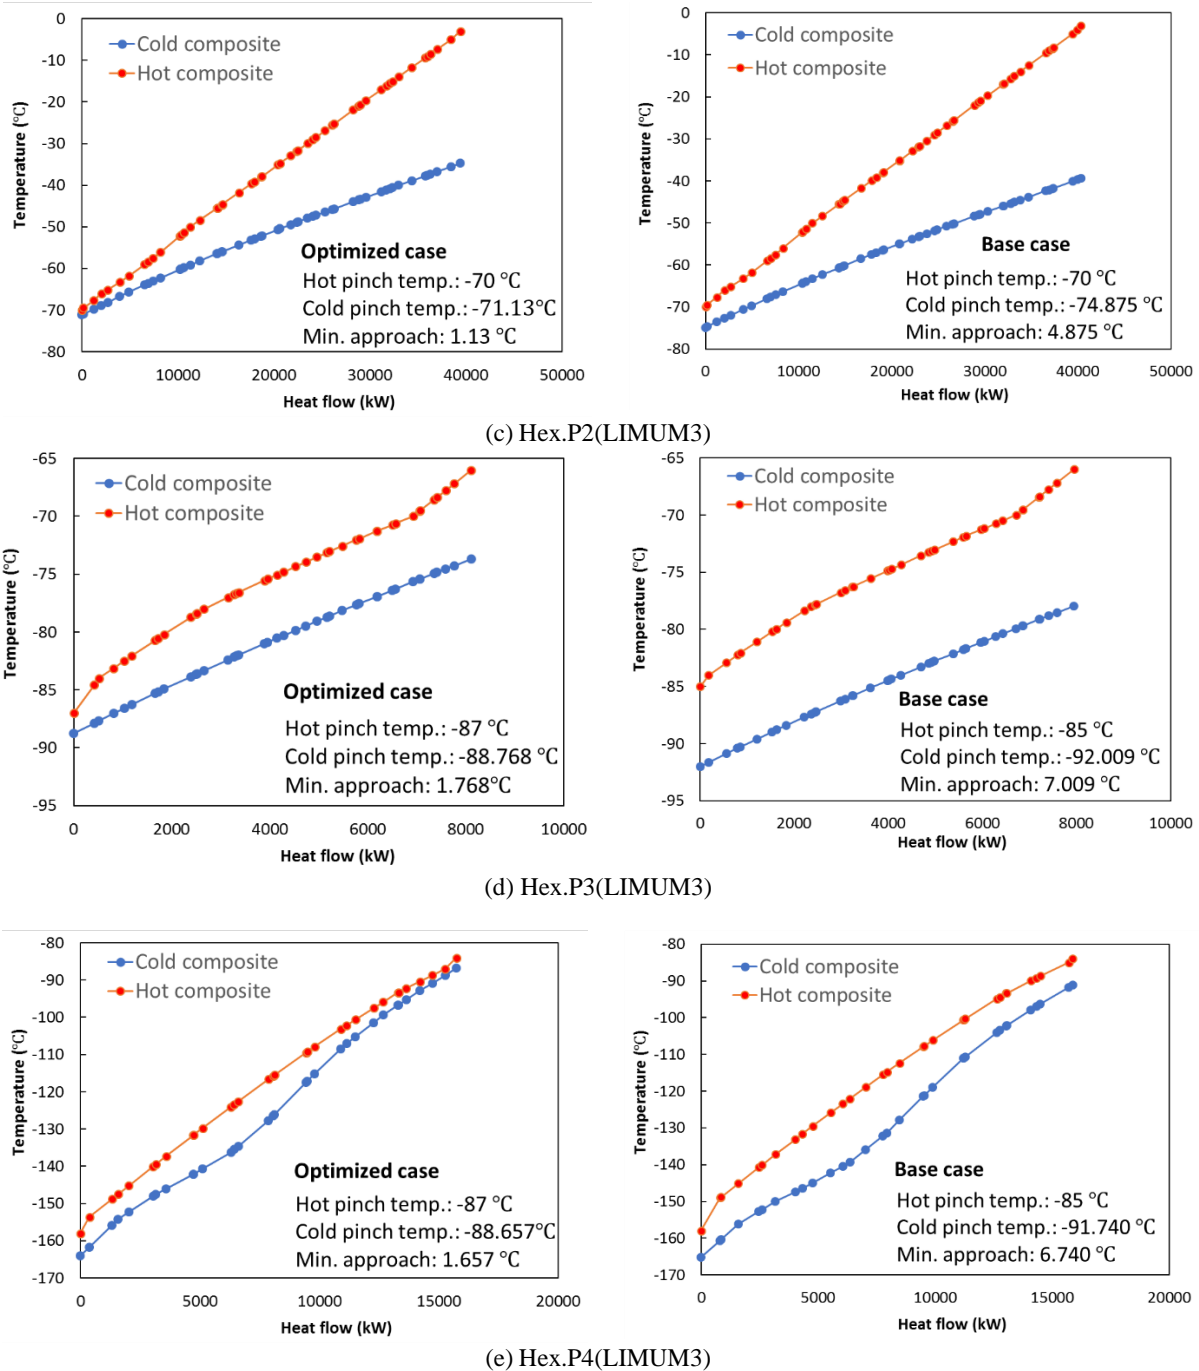 0
-10
-20
-30
-40
-50
-60
-70
-80
Temperature (℃)
Cold composite
Hot composite
Optimized case
Hot pinch temp.: -70 ℃
Cold pinch temp.: -71.13℃
Min. approach: 1.13 ℃
0 10000 20000 30000 40000 50000
Heat flow (kW)
0
-10
-20
-30
-40
-50
-60
-70
-80
Temperature (℃)
Cold composite
Hot composite
Base case
Hot pinch temp.: -70 ℃
Cold pinch temp.: -74.875℃
Min. approach: 4.875 ℃
0 10000 20000 30000 40000 50000
Heat flow (kW)
(c) Hex.P2(LIMUM3)
-65
-70
-75
-80
-85
-90
-95
Temperature (℃)
Cold composite
Hot composite
Optimized case
Hot pinch temp.: -87 ℃
Cold pinch temp.: -88.768 ℃
Min. approach: 1.768℃
0 2000 4000 6000 8000 10000
Heat flow (kW)
-65
-70
-75
-80
-85
-90
-95
Temperature (℃)
Cold composite
Hot composite
Base case
Hot pinch temp.: -85 ℃
Cold pinch temp.: -92.009 ℃
Min. approach: 7.009 ℃
0 2000 4000 6000 8000 10000
Heat flow (kW)
(d) Hex.P3(LIMUM3)
-80
-90
-100
-110
-120
-130
-140
-150
-160
-170
Temperature (℃)
Cold composite
Hot composite
Optimized case
Hot pinch temp.: -87 ℃
Cold pinch temp.: -88.657℃
Min. approach: 1.657 ℃
0 5000 10000 15000 20000
Heat flow (kW)
-80
-90
-100
-110
-120
-130
-140
-150
-160
-170
Temperature (℃)
Cold composite
Hot composite
Base case
Hot pinch temp.: -85 ℃
Cold pinch temp.: -91.740 ℃
Min. approach: 6.740 ℃
0 5000 10000 15000 20000
Heat flow (kW)
(e) Hex.P4(LIMUM3)